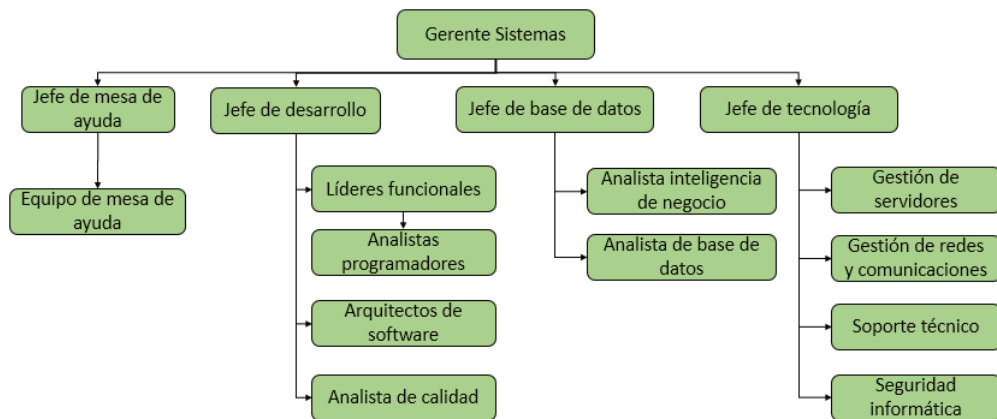 Gerente Sistemas
Jefe de mesa de
ayuda
Jefe de desarrollo
Jefe de base de datos
Jefe de tecnología
Equipo de mesa de
ayuda
Líderes funcionales
Analistas
programadores
Arquitectos de
software
Analista de calidad
Analista inteligencia
de negocio
Analista de base de
datos
Gestión de
servidores
Gestión de redes
y comunicaciones
Soporte técnico
Seguridad
informática